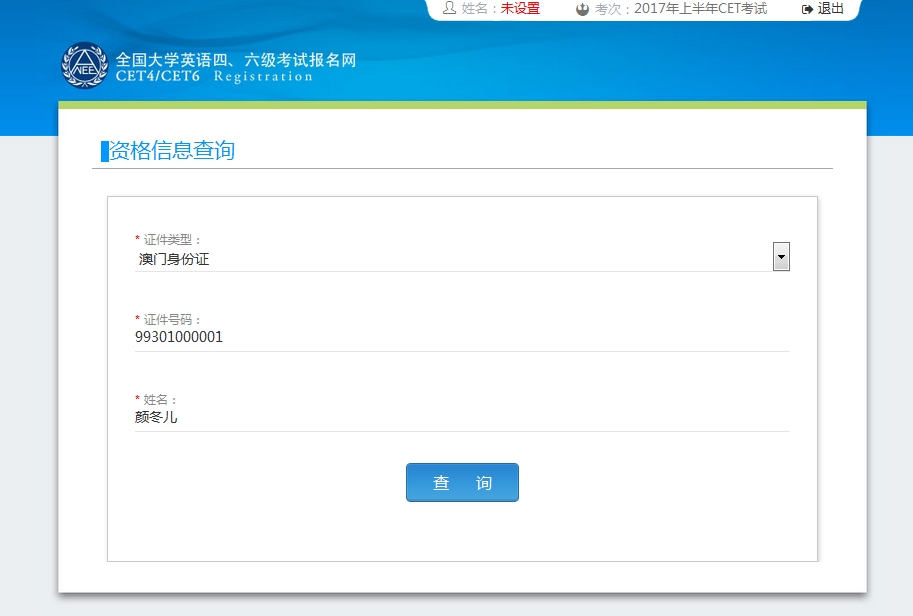 姓名：未设置 考次：2017年上半年CET考试 退出
全国大学英语四、六级考试报名网
CET4/CET6 Registration
NEE
资格信息查询
* 证件类型：
澳门身份证
* 证件号码：
99301000001
* 姓名：
颜冬儿
查 询